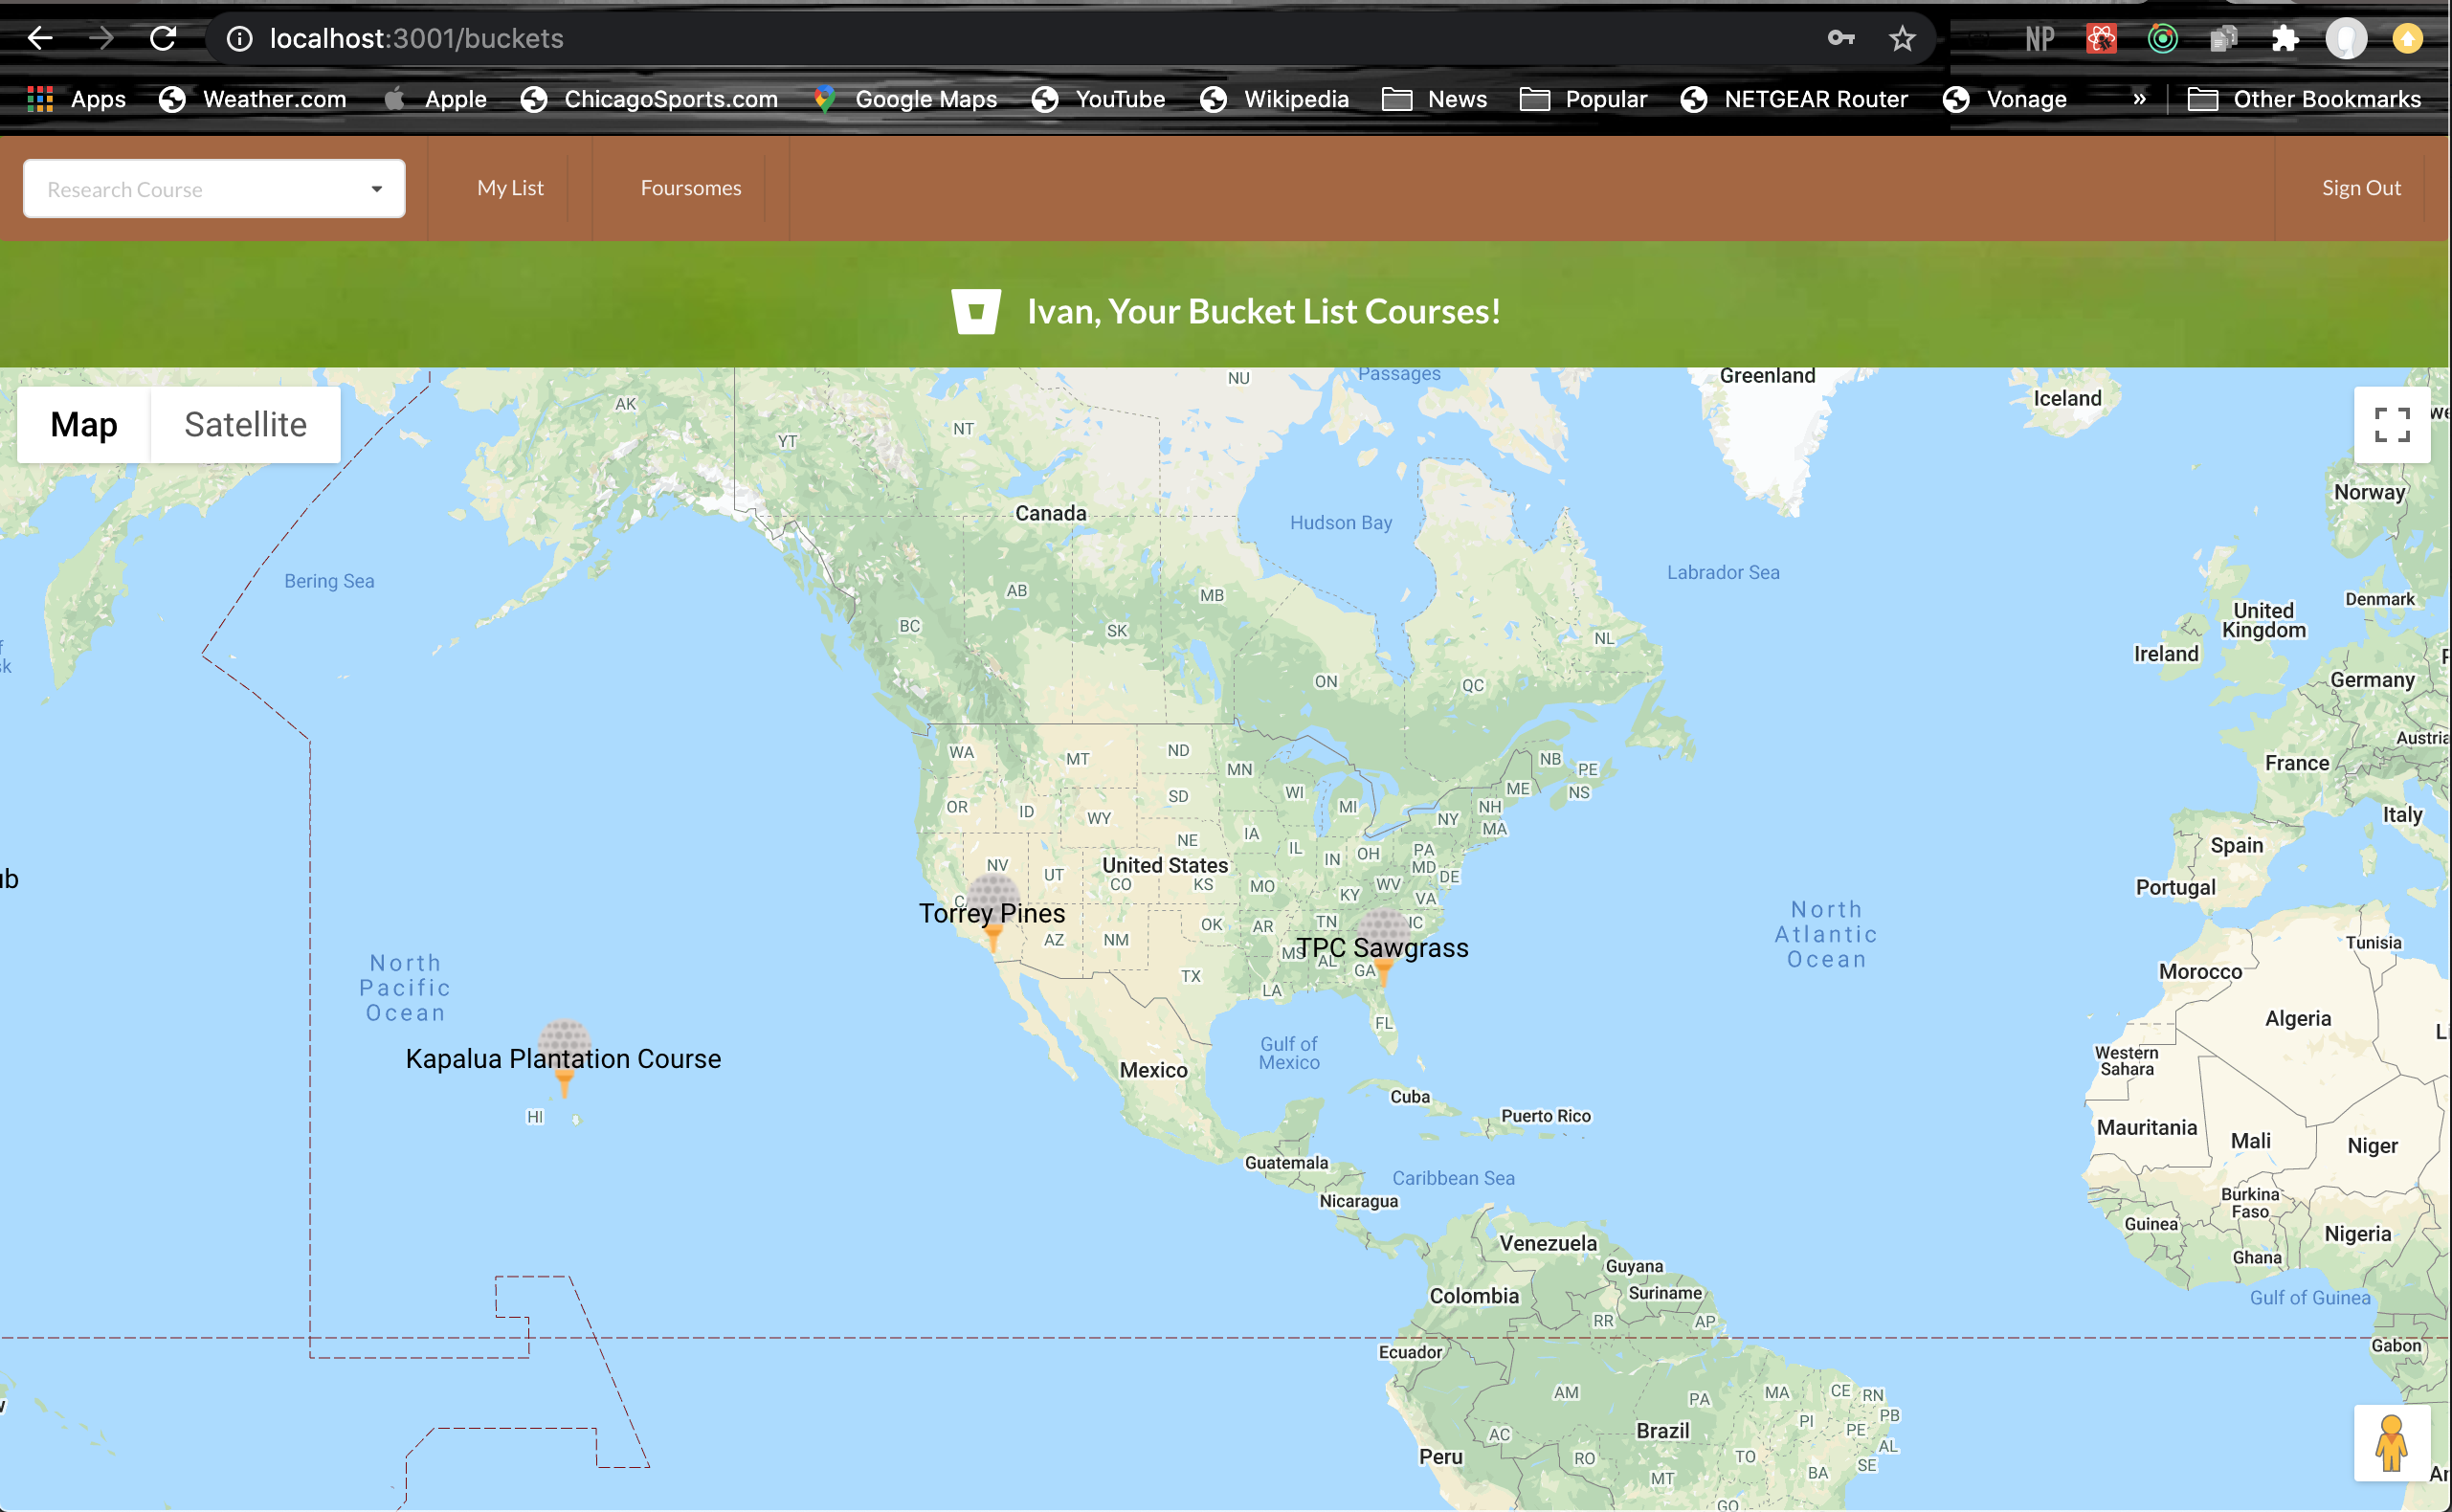 localhost:3001/buckets
NP
Apps
Weather.com
Apple
ChicagoSports.com
Google Maps
YouTube
Wikipedia
News
Popular
NETGEAR Router
Vonage
»
Other Bookmarks
Research Course
My List
Foursomes
Sign Out
Ivan, Your Bucket List Courses!
Map
Satellite
Passages
NU
Greenland
Iceland
AK
NT
YT
Norway
Canada
Hudson Bay
Labrador Sea
Bering Sea
AB
MB
Denmark
United
Kingdom
BC
SK
NL
Ireland
ON
QC
Germany
Austria
WA
MT
ND
MN
NB
PE
France
OR
ID
WY
SD
WI
MI
ME
NS
NH
NY
MA
Italy
NE
IA
Spain
NV
UT
United States
CO
KS
MO
IL
IN
OH
PA
MD
DE
KY
WV
VA
Portugal
Torrey Pines
AZ
NM
OK
AR
TN
TPC Sawgrass
MS
AL
GA
TX
LA
North
Atlantic
Ocean
Tunisia
Morocco
North
Pacific
Ocean
Algeria
FL
Gulf of
Mexico
Kapalua Plantation Course
HI
Mexico
Cuba
Puerto Rico
Western
Sahara
Mauritania
Mali
Niger
Guatemala
Caribbean Sea
Nicaragua
Burkina
Faso
Guinea
Nigeria
Ghana
Venezuela
Guyana
Suriname
Colombia
Gulf of Guinea
RR
AP
Ecuador
Gabon
AM
PA
MA
CE
RN
PB
PI
PE
AL
SE
Brazil
AC
RO
TO
BA
MT
Peru
GO